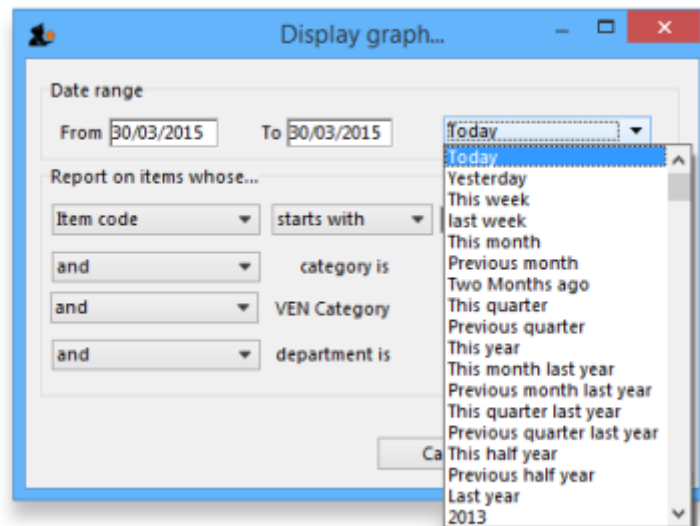 Display graph...
Date range
From 30/03/2015 To 30/03/2015 Today
Report on items whose...
Item code starts with
and category is
and VEN Category
and department is
Today
Yesterday
This week
last week
This month
Previous month
Two Months ago
This quarter
Previous quarter
This year
This month last year
Previous month last year
This quarter last year
Previous quarter last year
This half year
Previous half year
Last year
2013
Ca